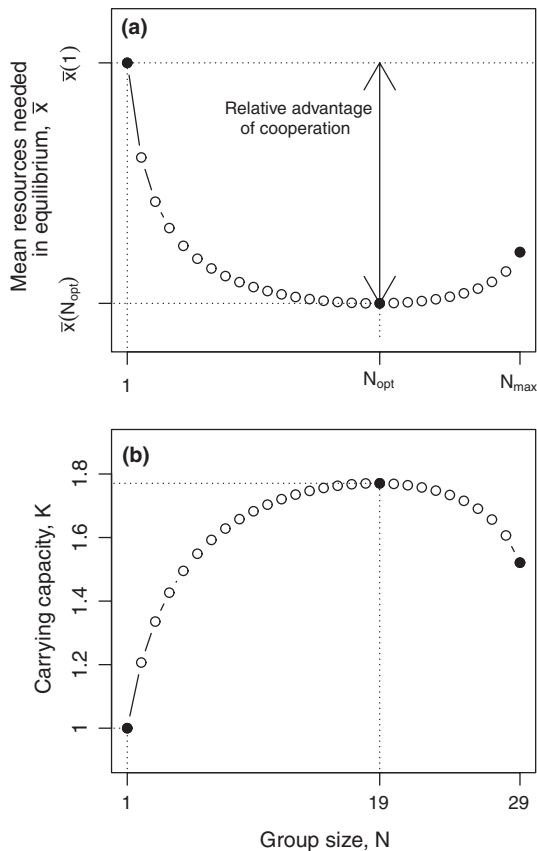 (a)
Mean resources needed
in equilibrium, x̅
x̅(1)
x̅(Nopt)
Relative advantage
of cooperation
1
Nopt
Nmax
(b)
Carrying capacity, K
1.8
1.6
1.4
1.2
1
1
19
29
Group size, N